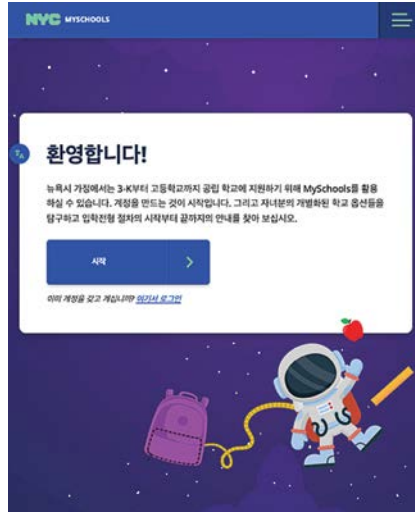 NYC MYSCHOOLS
환영합니다!
뉴욕시 가정에서는 3-K부터 고등학교까지 공립 학교에 지원하기 위해 MySchools를 활용
하실 수 있습니다. 계정을 만드는 것이 시작입니다. 그리고 자녀분의 개별화된 학교 옵션들을
탐구하고 입학전형 절차의 시작부터 끝까지의 안내를 찾아 보십시오.
시작
이미 계정을 갖고 계십니까? 여기서 로그인